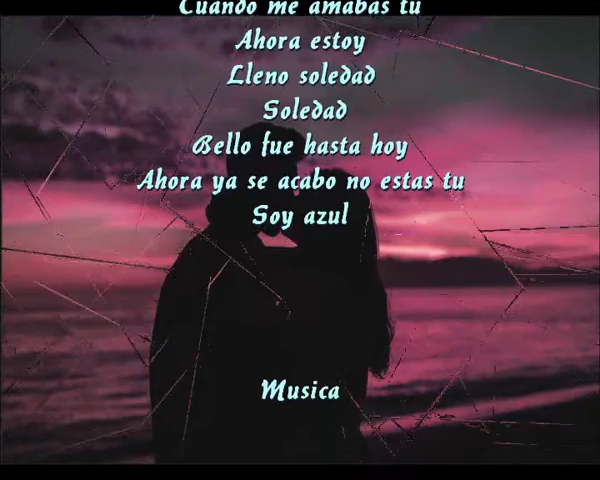 Cuando me amabas tu
Ahora estoy
Lleno soledad
Soledad
Bello fue hasta hoy
Ahora ya se acabo no estas tu
Soy azul
Musica